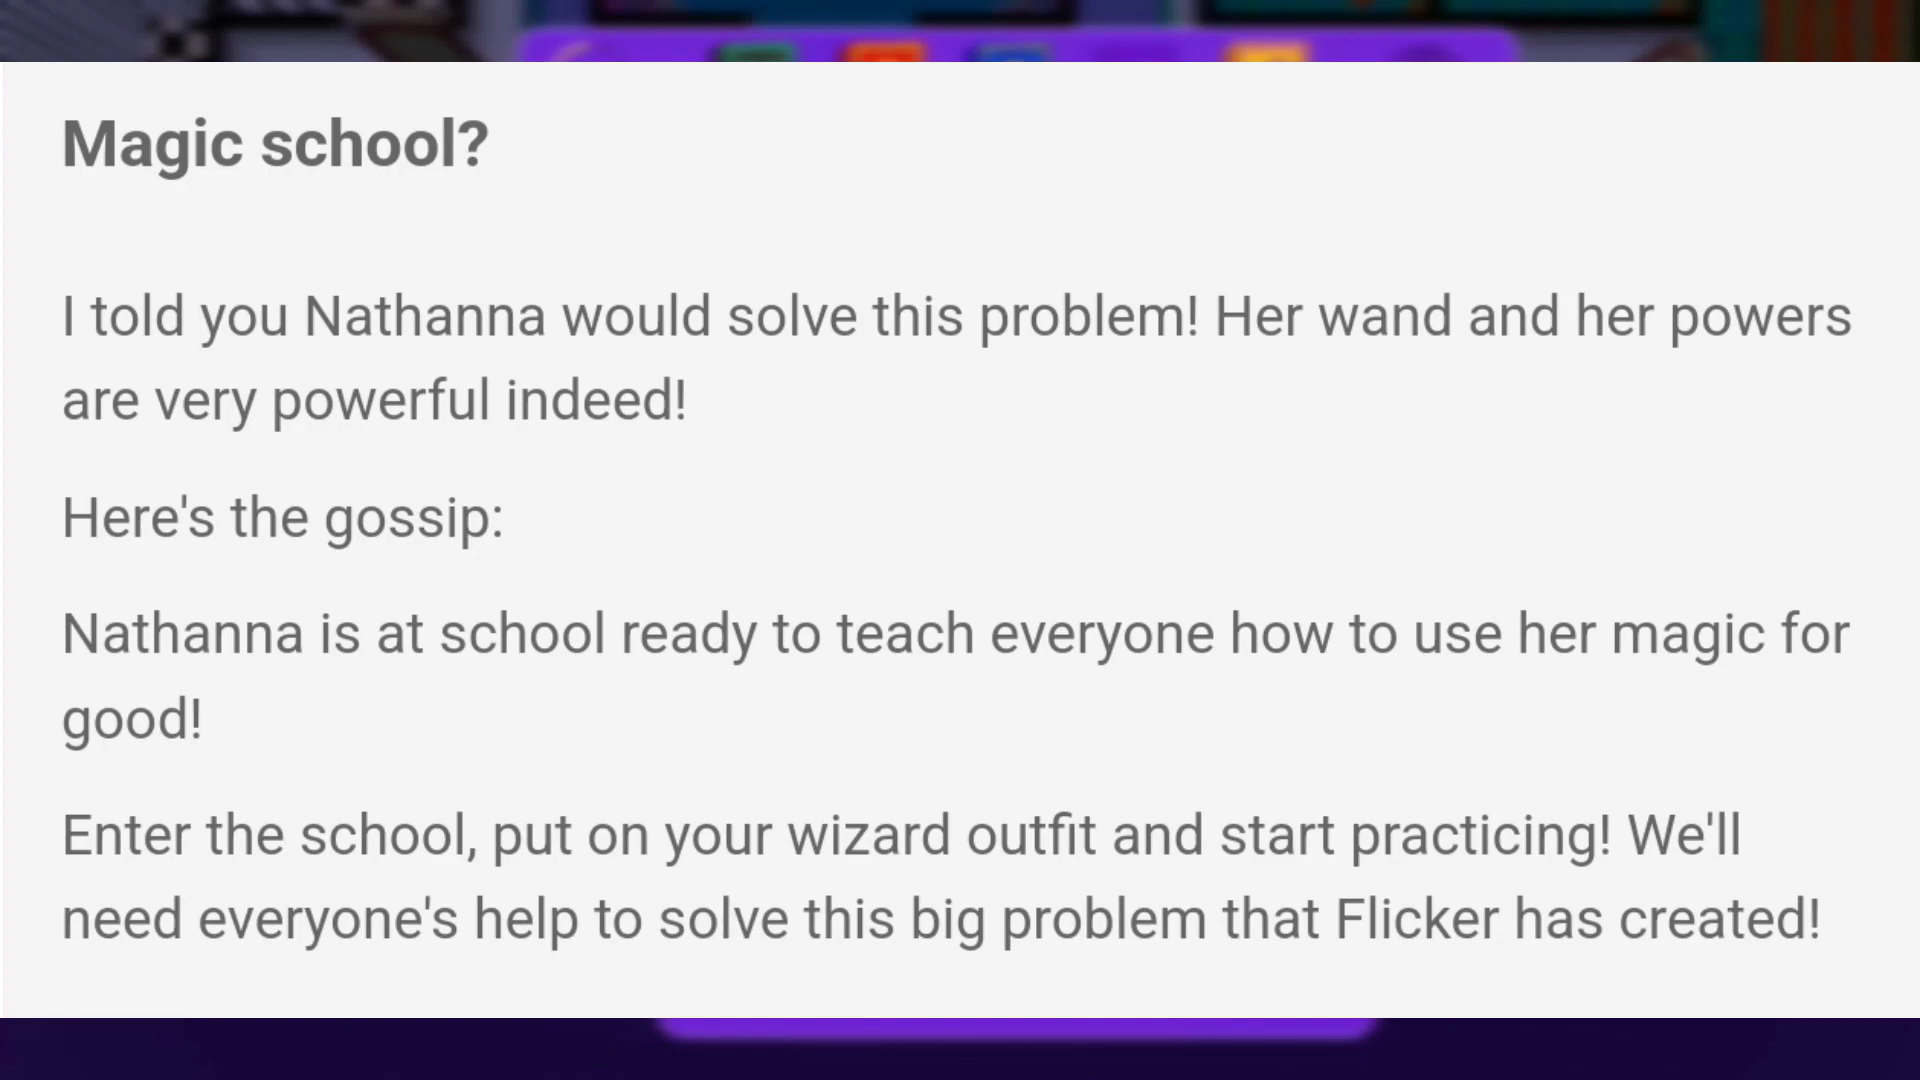 Magic school?
I told you Nathanna would solve this problem! Her wand and her powers
are very powerful indeed!
Here's the gossip:
Nathanna is at school ready to teach everyone how to use her magic for
good!
Enter the school, put on your wizard outfit and start practicing! We'll
need everyone's help to solve this big problem that Flicker has created!